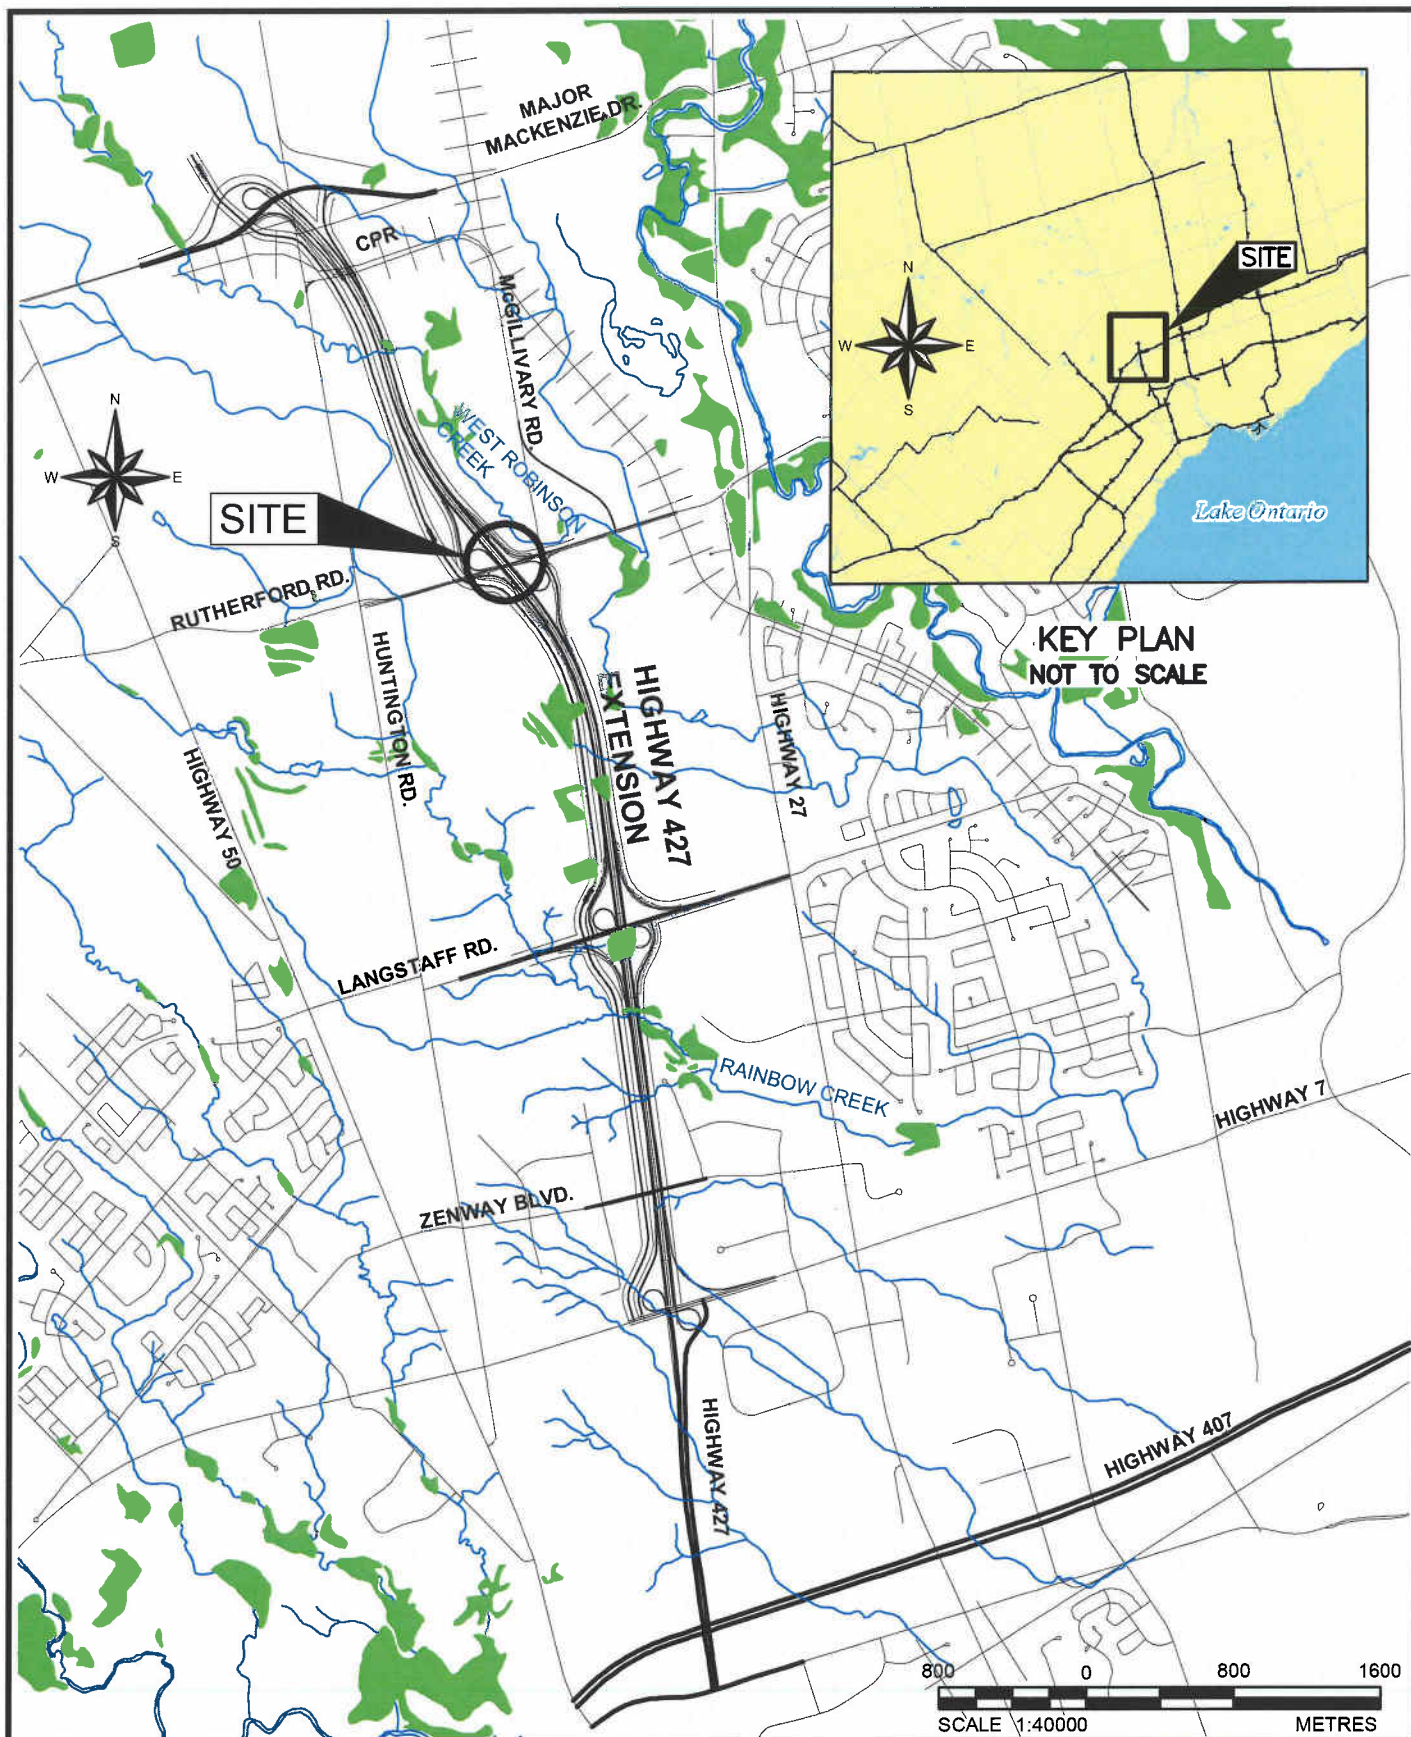 MAJOR
MACKENZIE DR.
CPR
McGILLIVARY RD.
N
W E
S
SITE
Lake Ontario
KEY PLAN
NOT TO SCALE
N
W E
S
WEST ROBINSON
CREEK
SITE
RUTHERFORD RD.
HUNTINGTON RD.
HIGHWAY 50
HIGHWAY 427
EXTENSION
HIGHWAY 27
LANGSTAFF RD.
RAINBOW CREEK
HIGHWAY 7
ZENWAY BLVD.
HIGHWAY 427
HIGHWAY 407
800 0 800 1600
SCALE 1:40000 METRES